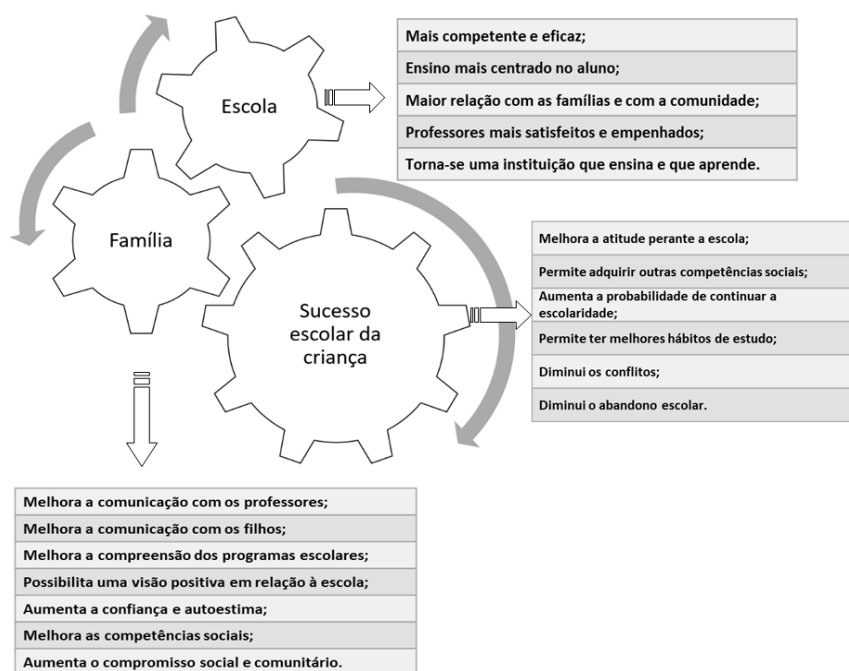 Escola
Mais competente e eficaz;
Ensino mais centrado no aluno;
Maior relação com as famílias e com a comunidade;
Professores mais satisfeitos e empenhados;
Torna-se uma instituição que ensina e que aprende.
Família
Sucesso
escolar da
criança
Melhora a atitude perante a escola;
Permite adquirir outras competências sociais;
Aumenta a probabilidade de continuar a
escolaridade;
Permite ter melhores hábitos de estudo;
Diminui os conflitos;
Diminui o abandono escolar.
Melhora a comunicação com os professores;
Melhora a comunicação com os filhos;
Melhora a compreensão dos programas escolares;
Possibilita uma visão positiva em relação à escola;
Aumenta a confiança e autoestima;
Melhora as competências sociais;
Aumenta o compromisso social e comunitário.